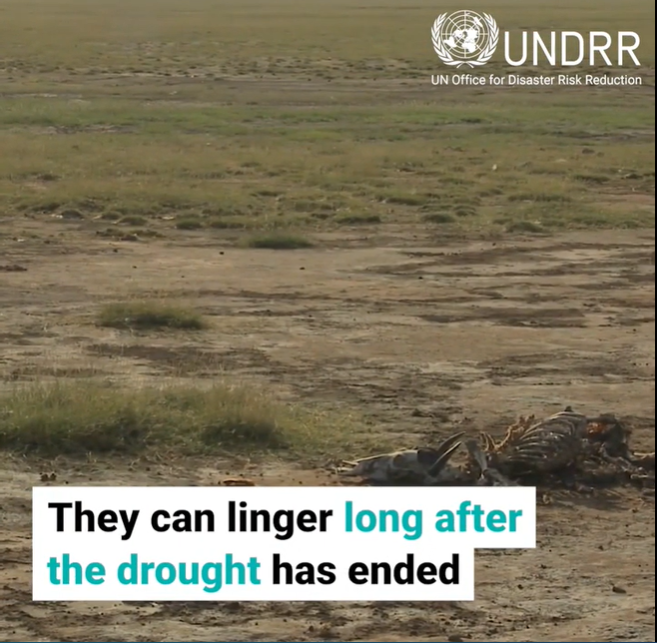 UNDRR
UN Office for Disaster Risk Reduction
They can linger long after
the drought has ended